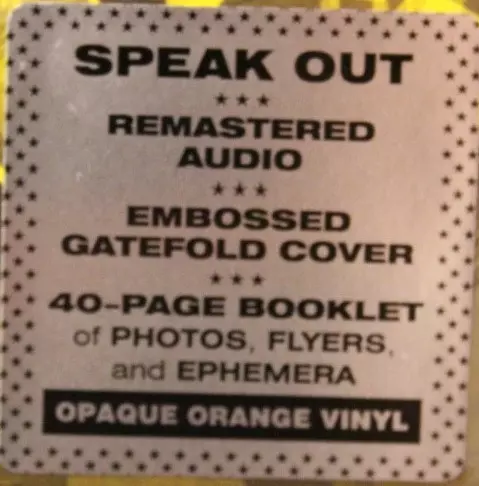 SPEAK OUT
★★★
REMASTERED
AUDIO
★★★
EMBOSSED
GATEFOLD COVER
★★★
40-PAGE BOOKLET
of PHOTOS, FLYERS,
and EPHEMERA
OPAQUE ORANGE VINYL